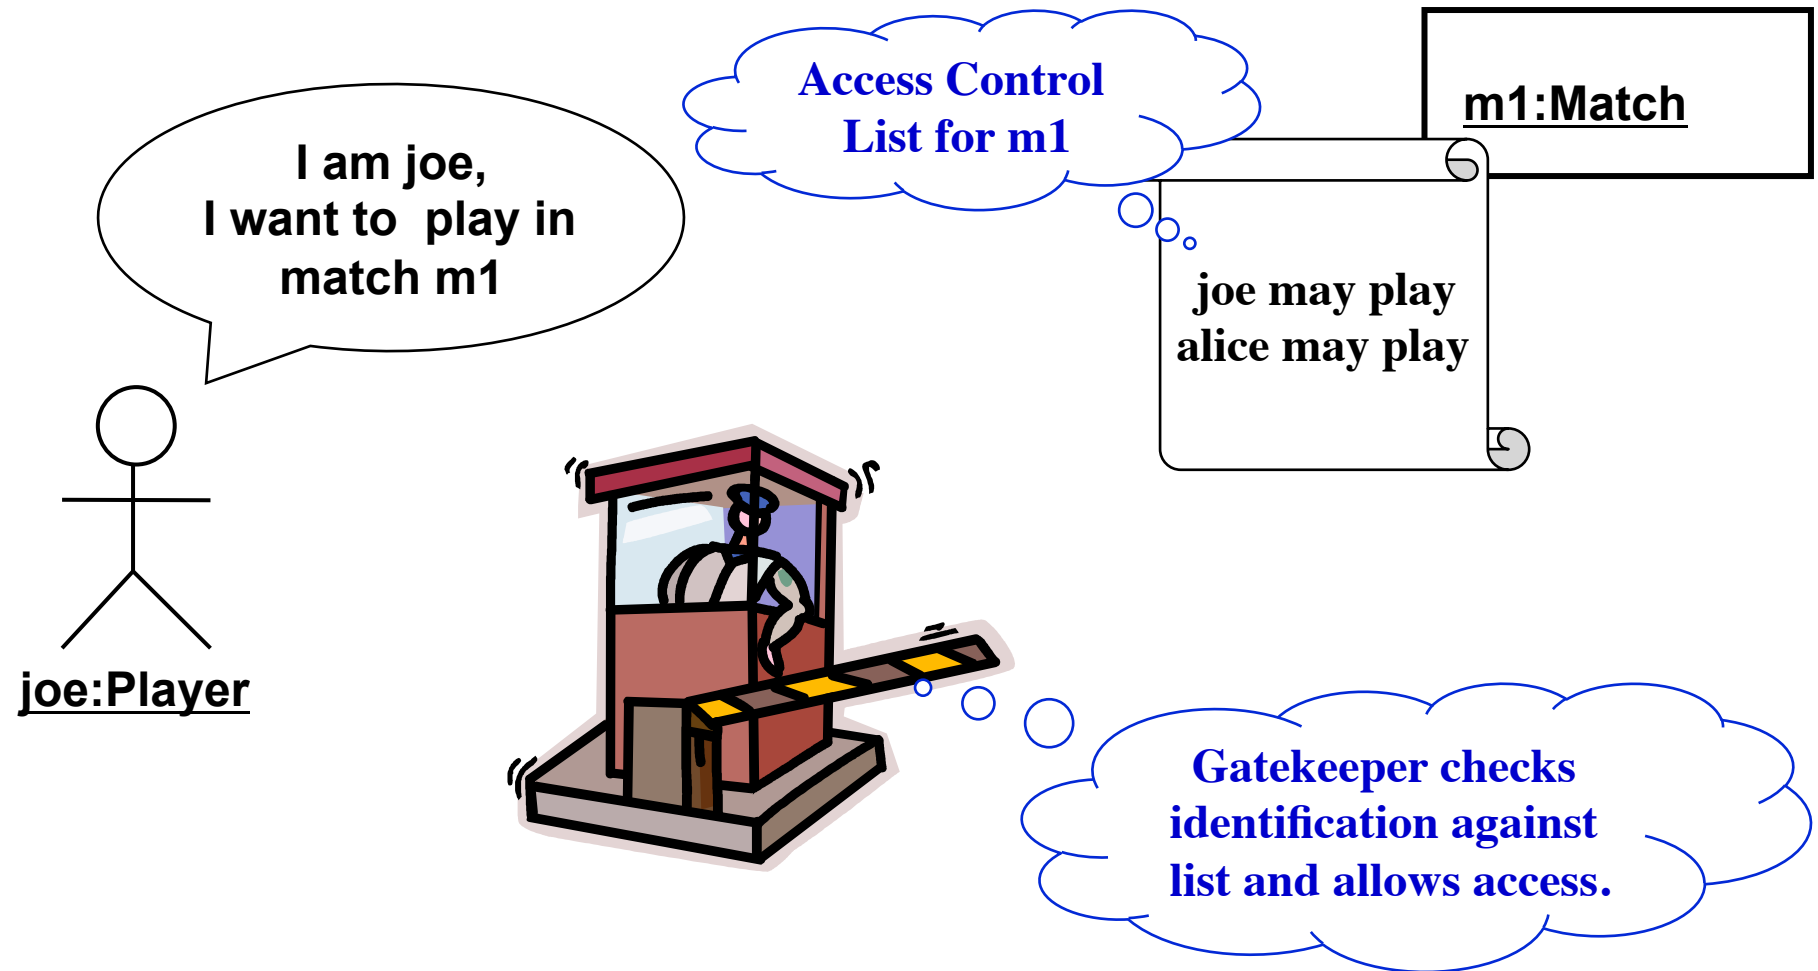 I am joe,
I want to play in
match m1
joe:Player
Access Control
List for m1
m1:Match
joe may play
alice may play
Gatekeeper checks
identification against
list and allows access.